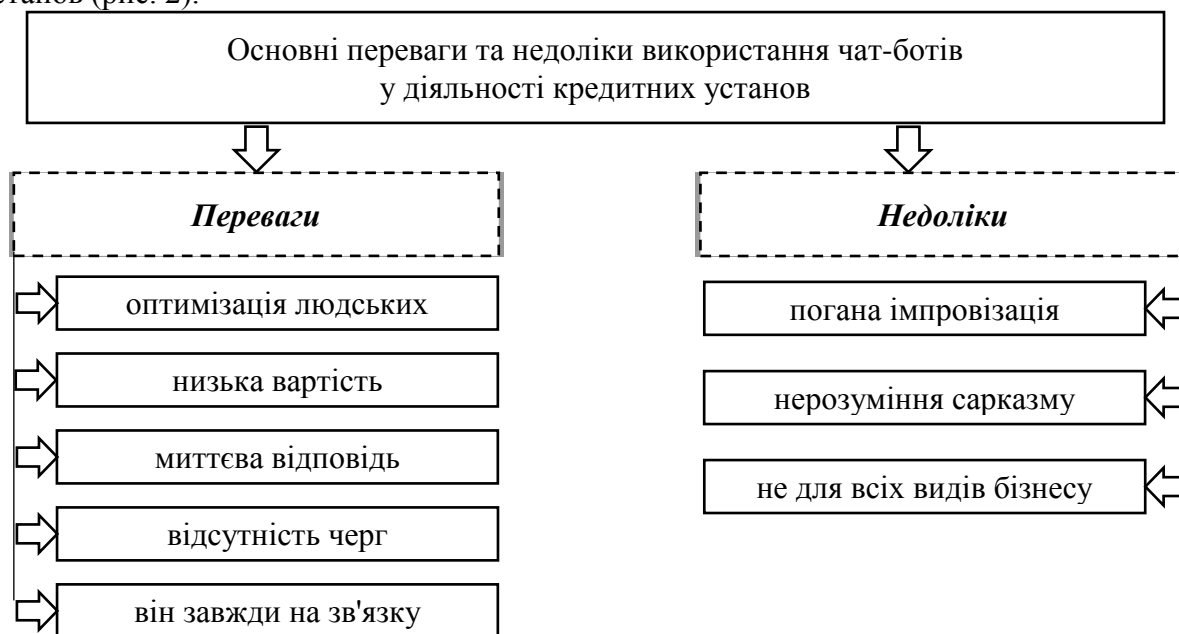 станов (рис. 2).
Основні переваги та недоліки використання чат-ботів
у діяльності кредитних установ
Переваги
Недоліки
оптимізація людських
погана імпровізація
низька вартість
нерозуміння сарказму
миттєва відповідь
не для всіх видів бізнесу
відсутність черг
він завжди на зв'язку